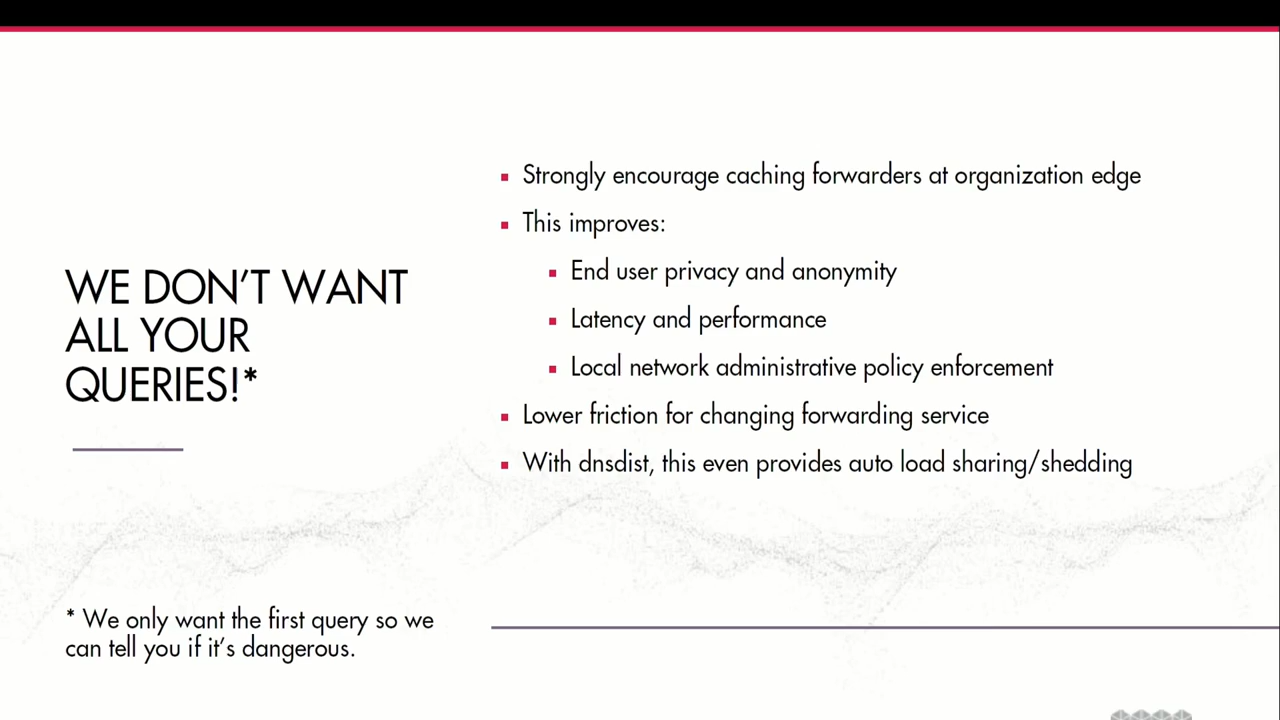 WE DON'T WANT
ALL YOUR
QUERIES!*
* We only want the first query so we
can tell you if it's dangerous.
Strongly encourage caching forwarders at organization edge
This improves:
End user privacy and anonymity
Latency and performance
Local network administrative policy enforcement
Lower friction for changing forwarding service
With dnsdist, this even provides auto load sharing/shedding